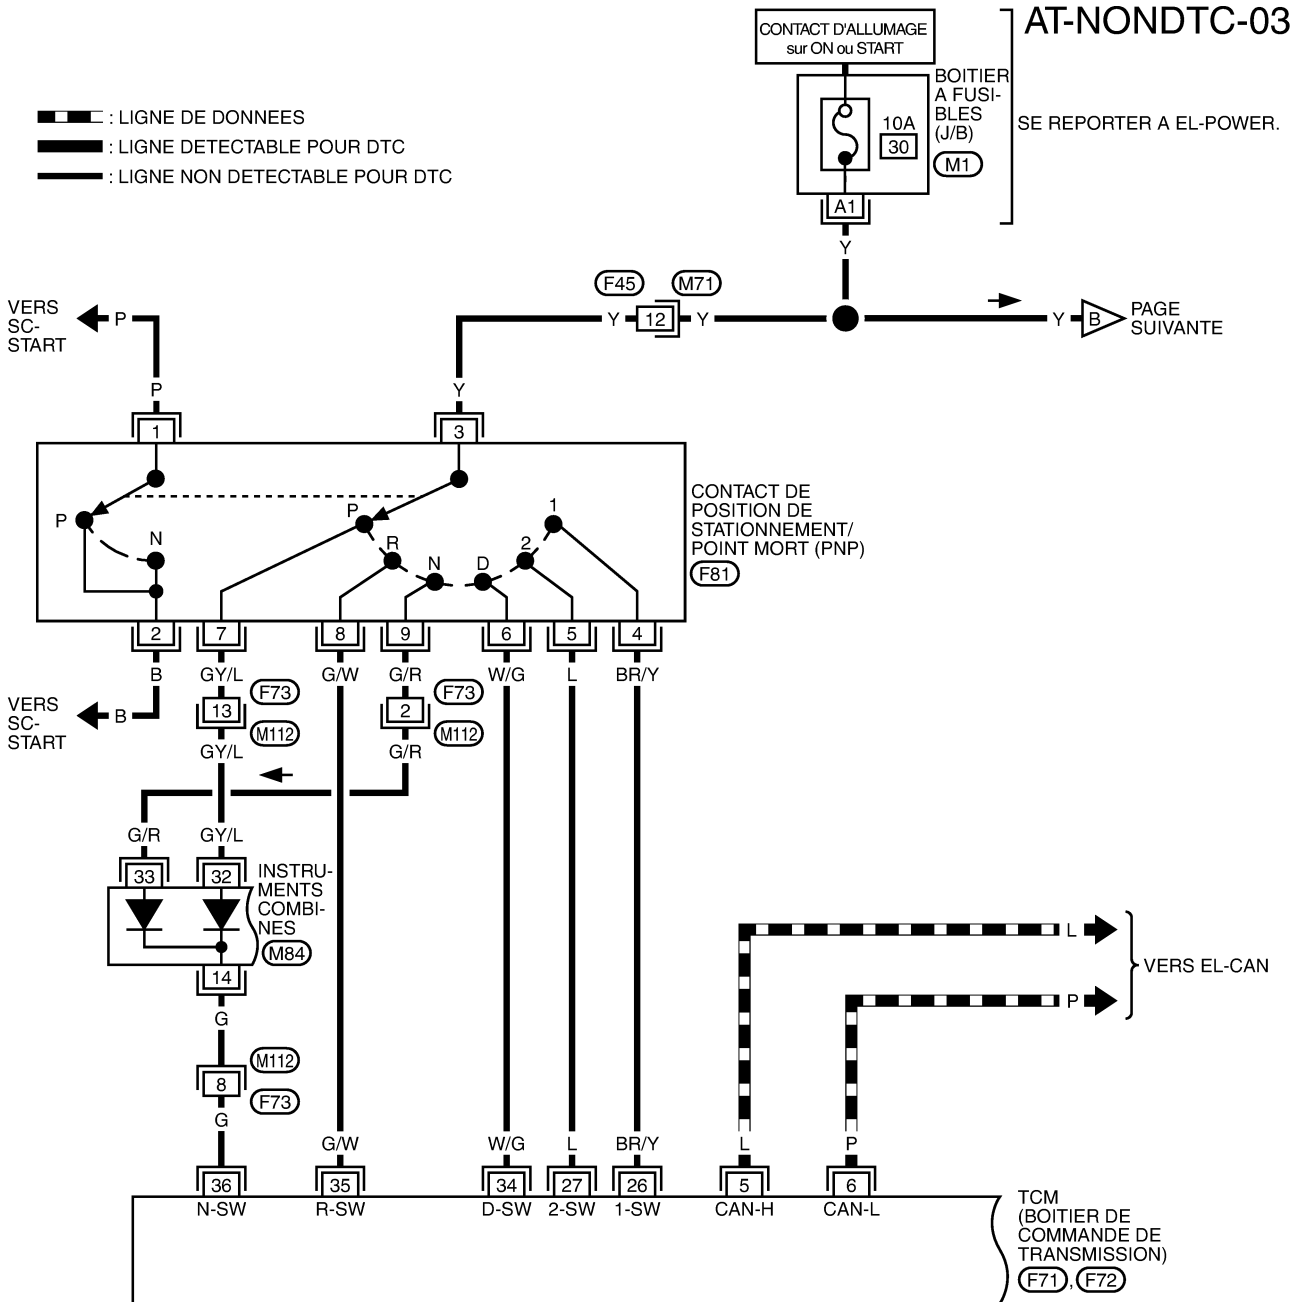 AT-NONDTC-03
CONTACT D'ALLUMAGE
sur ON ou START
BOITIER
A FUSI-
BLES
(J/B)
10A
30
M1
SE REPORTER A EL-POWER.
A1
Y
: LIGNE DE DONNEES
: LIGNE DETECTABLE POUR DTC
: LIGNE NON DETECTABLE POUR DTC
F45
M71
VERS
SC-
START
P
Y
12
Y
Y
B
PAGE
SUIVANTE
P
Y
1
3
P
N
P
R
N
D
2
1
CONTACT DE
POSITION DE
STATIONNEMENT/
POINT MORT (PNP)
F81
2
7
8
9
6
5
4
B
GY/L
G/W
G/R
W/G
L
BR/Y
F73
F73
VERS
SC-
START
B
13
2
M112
M112
GY/L
G/R
G/R
GY/L
33
32
INSTRU-
MENTS
COMBI-
NES
M84
14
G
L
VERS EL-CAN
P
M112
8
F73
G
G/W
W/G
L
BR/Y
L
P
36
35
34
27
26
5
6
N-SW
R-SW
D-SW
2-SW
1-SW
CAN-H
CAN-L
TCM
(BOITIER DE
COMMANDE DE
TRANSMISSION)
F71 , F72